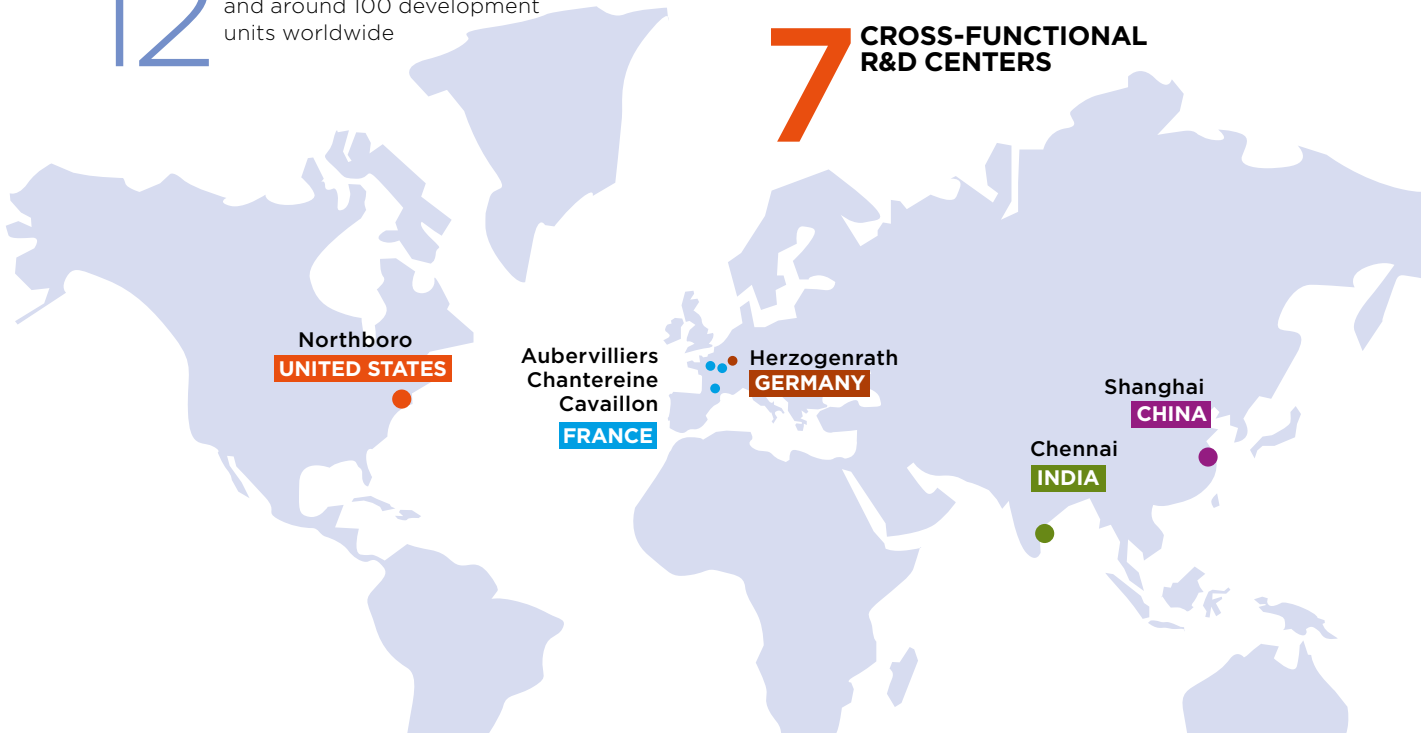 12
and around 100 development
units worldwide
7
CROSS-FUNCTIONAL
R&D CENTERS
Northboro
UNITED STATES
Aubervilliers
Chantereine
Cavaillon
FRANCE
Herzogenrath
GERMANY
Shanghai
CHINA
Chennai
INDIA